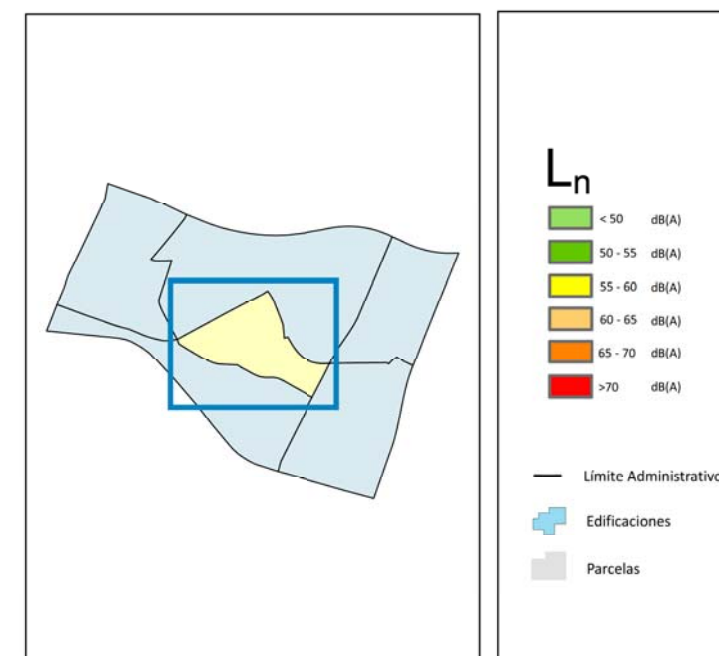 Ln
< 50 dB(A)
50 - 55 dB(A)
55 - 60 dB(A)
60 - 65 dB(A)
65 - 70 dB(A)
>70 dB(A)
Límite Administrativo
Edificaciones
Parcelas